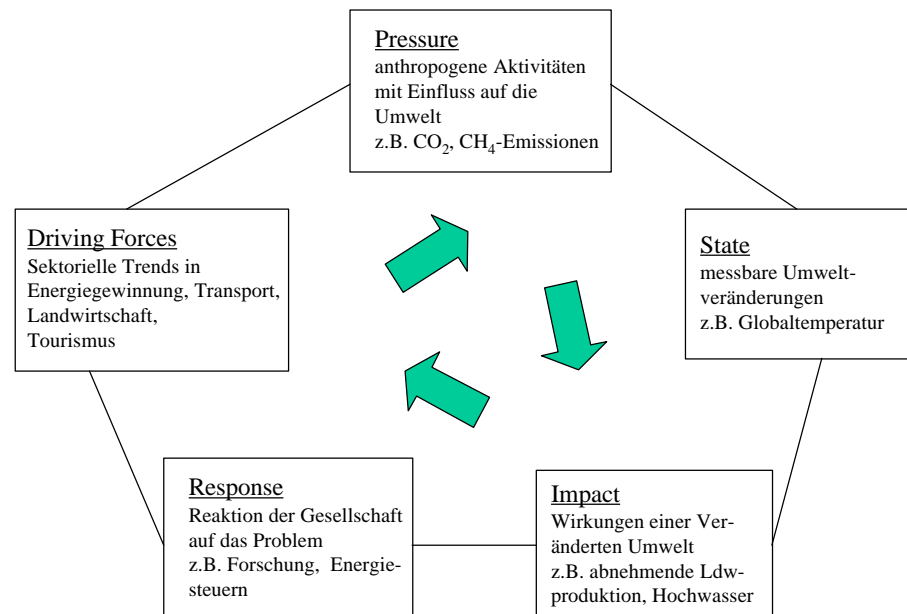 Pressure
anthropogene Aktivitäten
mit Einfluss auf die
Umwelt
z.B. CO₂, CH₄-Emissionen
Driving Forces
Sektorielle Trends in
Energiegewinnung, Transport,
Landwirtschaft,
Tourismus
State
messbare Umwelt-
veränderungen
z.B. Globaltemperatur
Response
Reaktion der Gesellschaft
auf das Problem
z.B. Forschung, Energie-
steuern
Impact
Wirkungen einer Ver-
änderten Umwelt
z.B. abnehmende Ldw-
produktion, Hochwasser